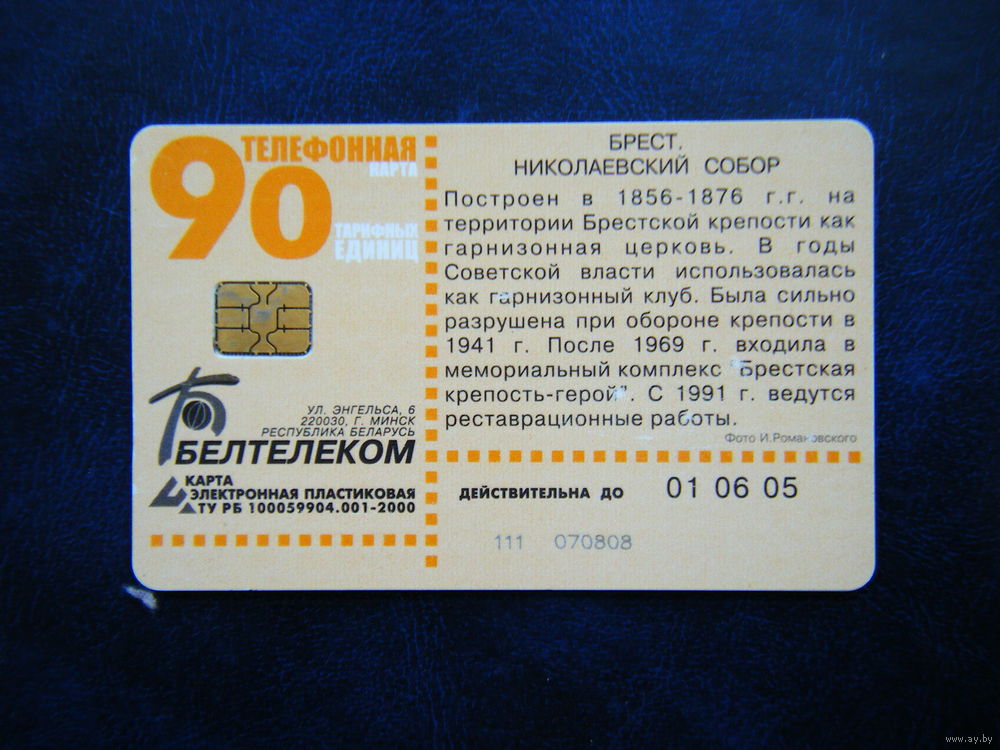 90
ТЕЛЕФОННАЯ
КАРТА
ТАРИФНЫХ
ЕДИНИЦ
УЛ. ЭНГЕЛЬСА, 6
220030, Г. МИНСК
РЕСПУБЛИКА БЕЛАРУСЬ
БЕЛТЕЛЕКОМ
КАРТА
ЭЛЕКТРОННАЯ ПЛАСТИКОВАЯ
ТУ РБ 100059904.001-2000
БРЕСТ.
НИКОЛАЕВСКИЙ СОБОР
Построен в 1856-1876 г.г. на
территории Брестской крепости как
гарнизонная церковь. В годы
Советской власти использовалась
как гарнизонный клуб. Была сильно
разрушена при обороне крепости в
1941 г. После 1969 г. входила в
мемориальный комплекс "Брестская
крепость-герой". С 1991 г. ведутся
реставрационные работы.
Фото И.Романовского
ДЕЙСТВИТЕЛЬНА ДО 01 06 05
111 070808
www.ay.by